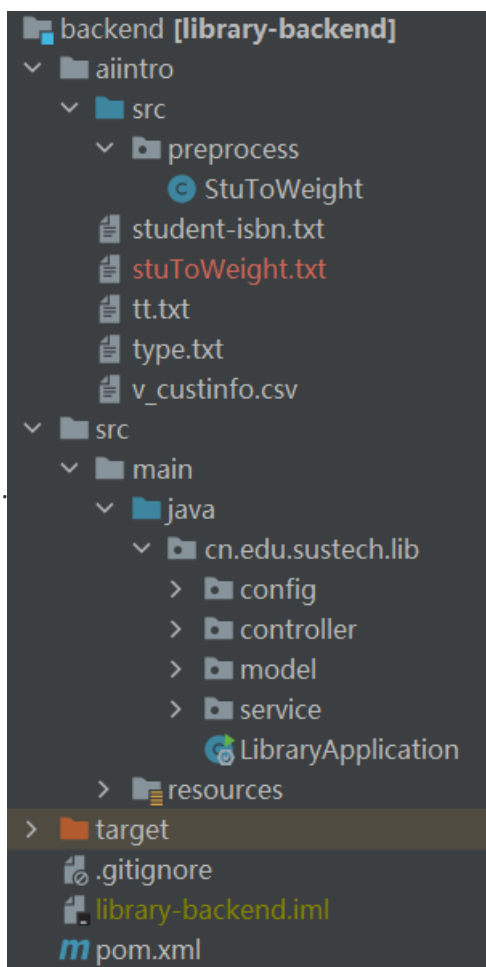 backend [library-backend]
aiintro
src
preprocess
StuToWeight
student-isbn.txt
stuToWeight.txt
tt.txt
type.txt
v_custinfo.csv
src
main
java
cn.edu.sustech.lib
config
controller
model
service
LibraryApplication
resources
target
.gitignore
library-backend.iml
pom.xml